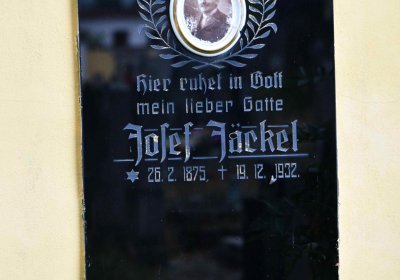 Hier ruhet in Gott
mein lieber Gatte
Josef Jäckel
✶ 26. 2. 1875, † 19. 12. 1932.